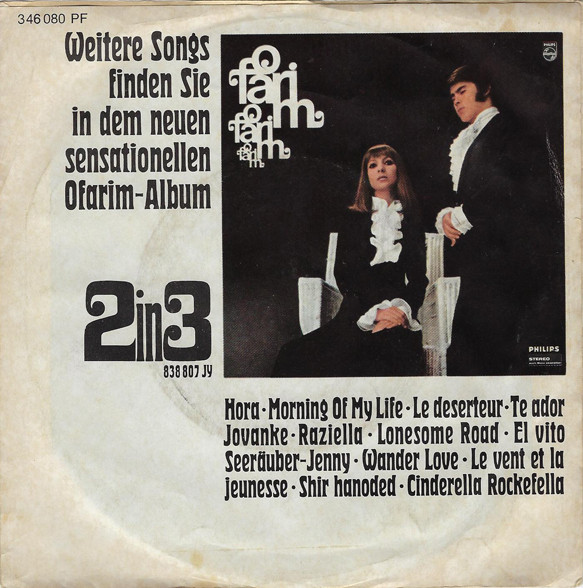 346 080 PF
Weitere Songs
finden Sie
in dem neuen
sensationellen
Ofarim-Album
2in3
838 807 JY
PHILIPS
Ofarim
Ofarim
Ofarim
PHILIPS
STEREO
Hora · Morning Of My Life · Le deserteur · Te ador
Jovanke · Raziella · Lonesome Road · El vito
Seeräuber-Jenny · Wander Love · Le vent et la
jeunesse · Shir hanoded · Cinderella Rockefella